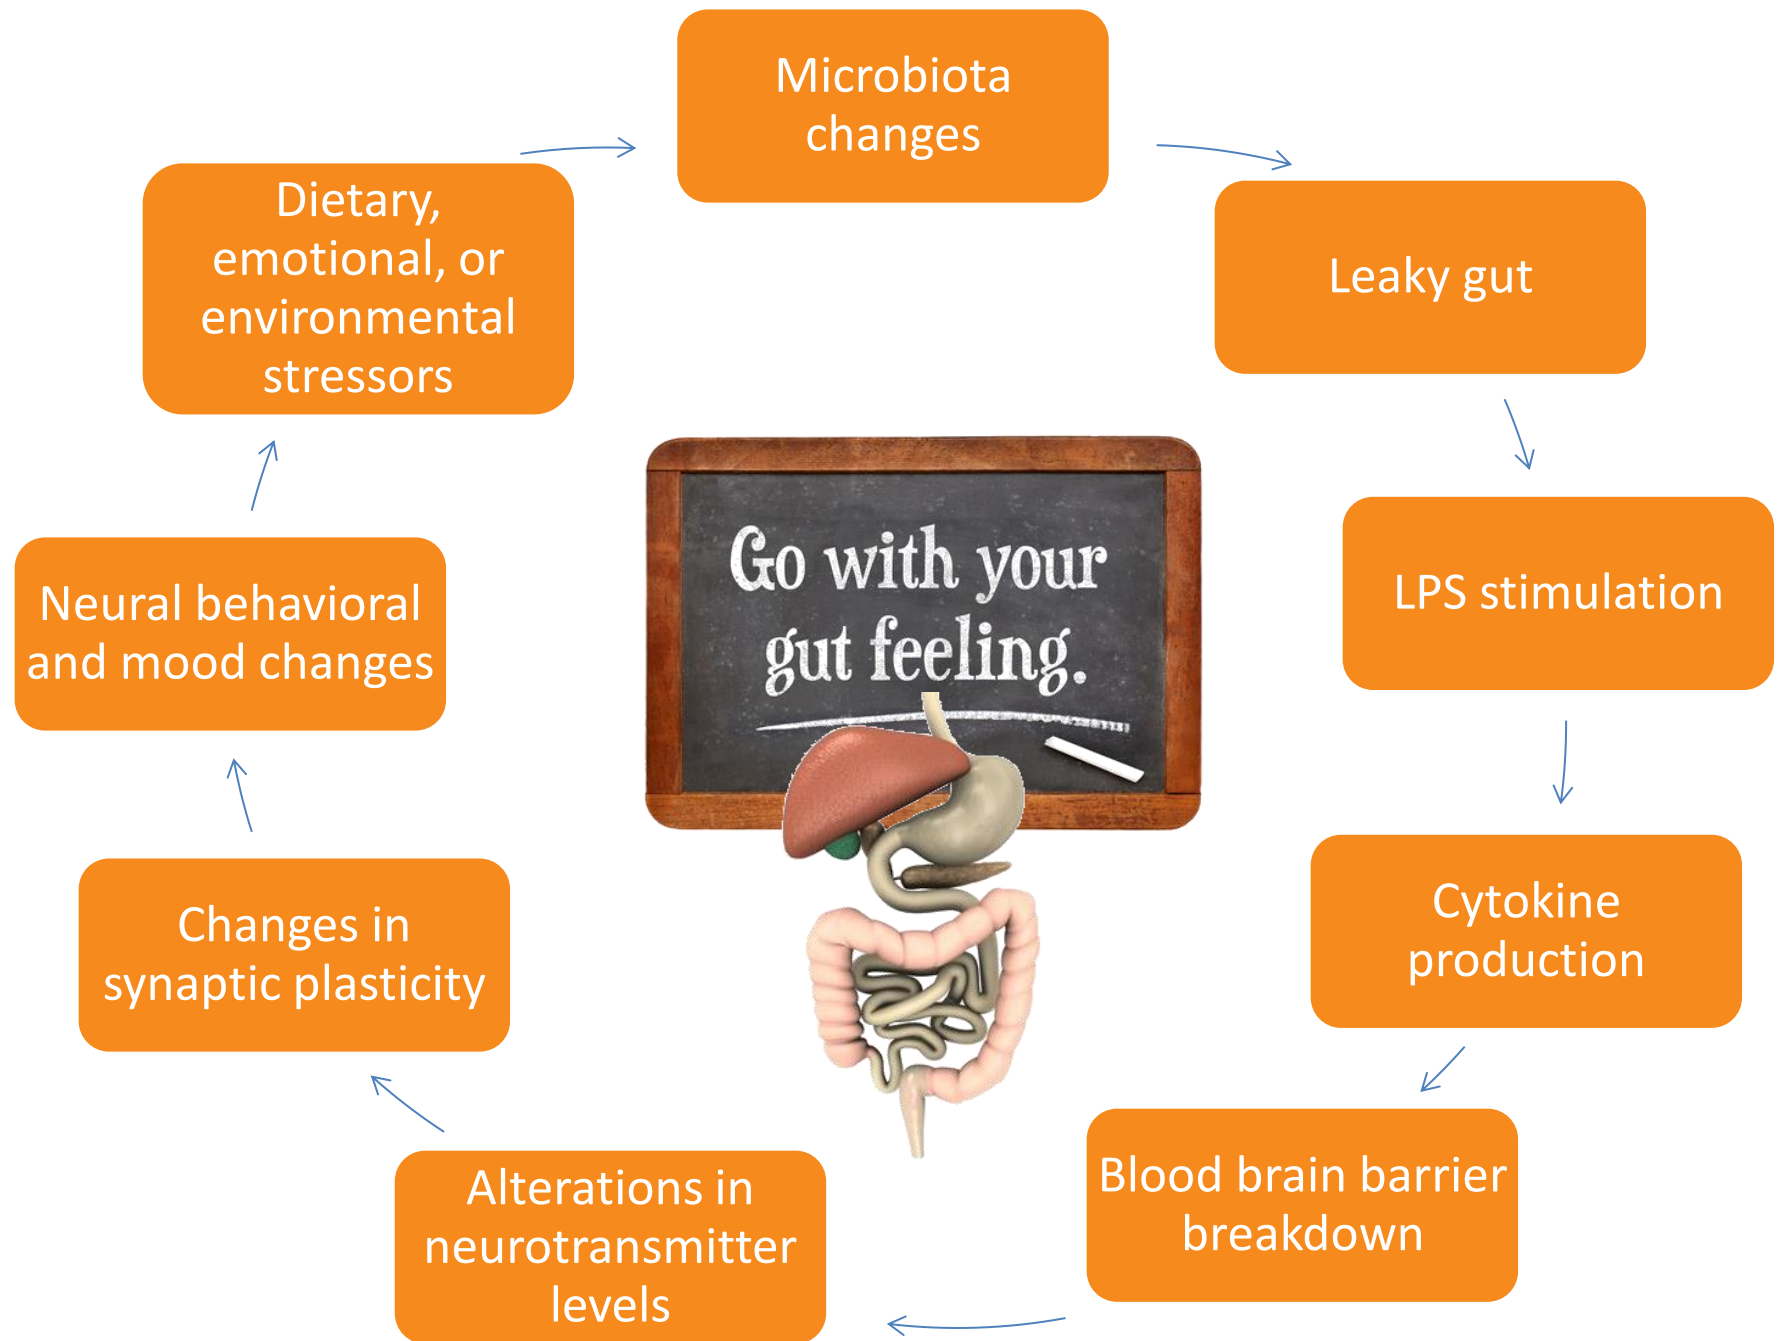 Microbiota
changes
Leaky gut
LPS stimulation
Cytokine
production
Blood brain barrier
breakdown
Alterations in
neurotransmitter
levels
Changes in
synaptic plasticity
Neural behavioral
and mood changes
Dietary,
emotional, or
environmental
stressors
Go with your
gut feeling.